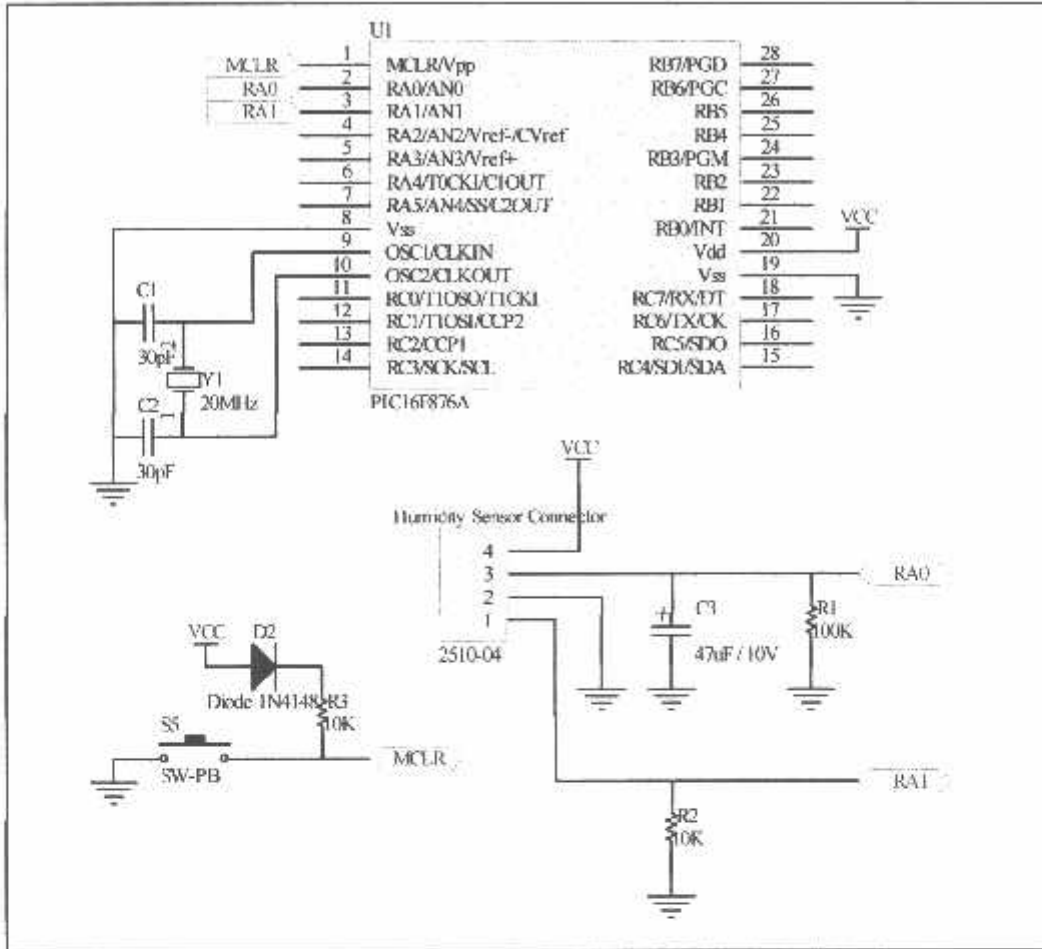 U1
MCLR
1
MCLR/Vpp
RA0
2
RA0/AN0
RA1
3
RA1/AN1
4
RA2/AN2/Vref-/CVref
5
RA3/AN3/Vref+
6
RA4/T0CKI/C1OUT
7
RA5/AN4/SS/C2OUT
8
Vss
9
OSC1/CLKIN
10
OSC2/CLKOUT
11
RC0/T1OSO/T1CKI
12
RC1/T1OSI/CCP2
13
RC2/CCP1
14
RC3/SCK/SCL
28
RB7/PGD
27
RB6/PGC
26
RB5
25
RB4
24
RB3/PGM
23
RB2
22
RB1
21
RB0/INT
20
Vdd
VCC
19
Vss
18
RC7/RX/DT
17
RC6/TX/CK
16
RC5/SDO
15
RC4/SDI/SDA
PIC16F876A
C1
30pF
2
Y1
20MHz
1
C2
30pF
VCC
Humidity Sensor Connector
4
3
2
1
2510-04
RA0
C3
+
47uF / 10V
R1
100K
RA1
R2
10K
VCC
D2
Diode 1N4148
R3
10K
S5
SW-PB
MCLR